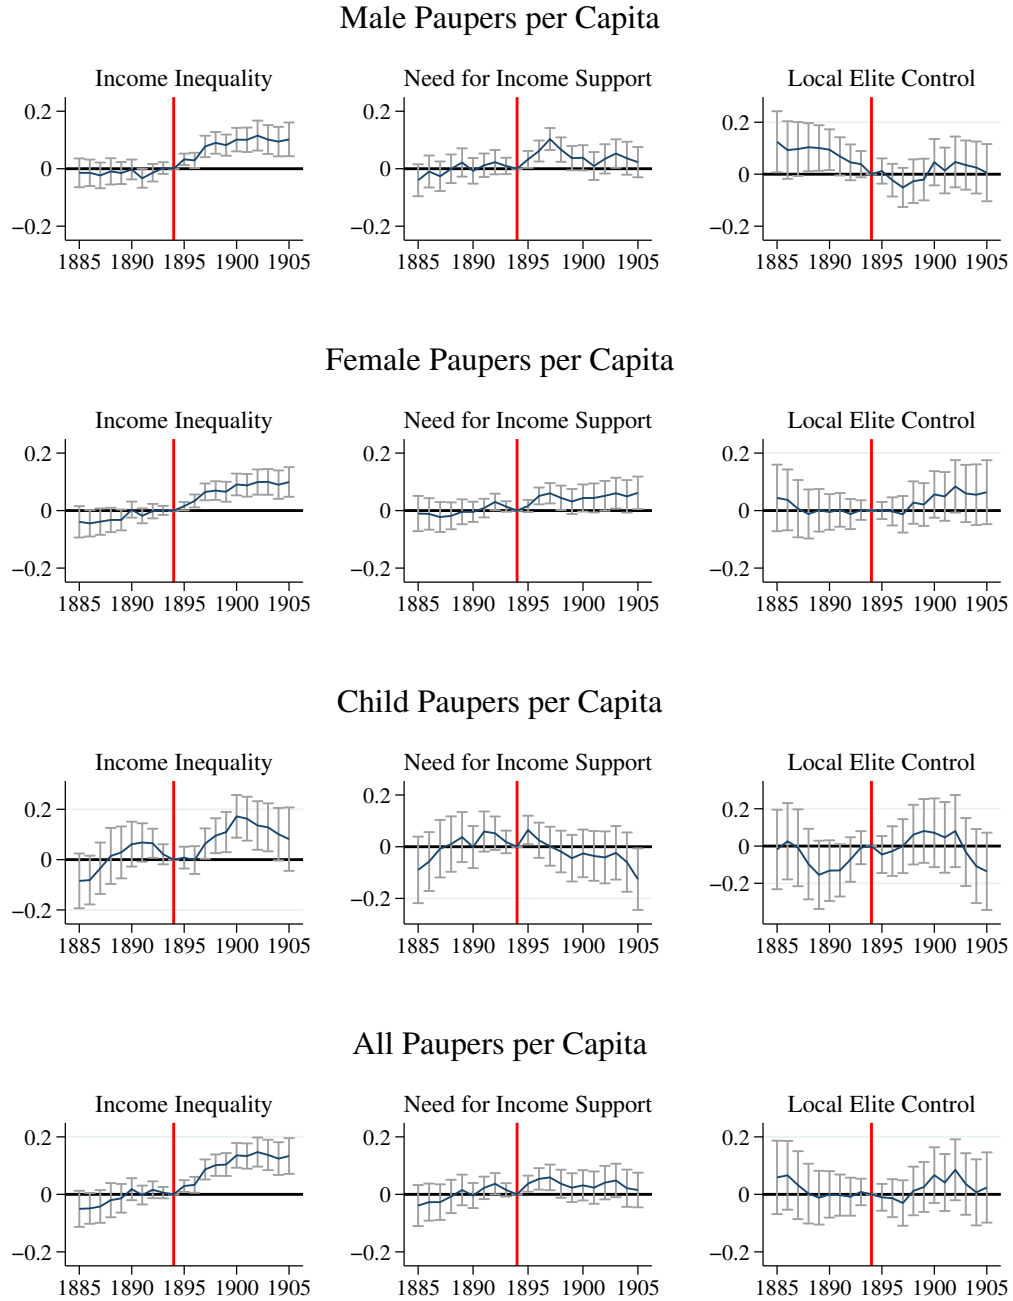 Male Paupers per Capita
Income Inequality Need for Income Support Local Elite Control
0.2 0.2 0.2
0 0 0
−0.2 −0.2 −0.2
1885 1890 1895 1900 1905 1885 1890 1895 1900 1905 1885 1890 1895 1900 1905
Female Paupers per Capita
Income Inequality Need for Income Support Local Elite Control
0.2 0.2 0.2
0 0 0
−0.2 −0.2 −0.2
1885 1890 1895 1900 1905 1885 1890 1895 1900 1905 1885 1890 1895 1900 1905
Child Paupers per Capita
Income Inequality Need for Income Support Local Elite Control
0.2 0.2 0.2
0 0 0
−0.2 −0.2 −0.2
1885 1890 1895 1900 1905 1885 1890 1895 1900 1905 1885 1890 1895 1900 1905
All Paupers per Capita
Income Inequality Need for Income Support Local Elite Control
0.2 0.2 0.2
0 0 0
−0.2 −0.2 −0.2
1885 1890 1895 1900 1905 1885 1890 1895 1900 1905 1885 1890 1895 1900 1905